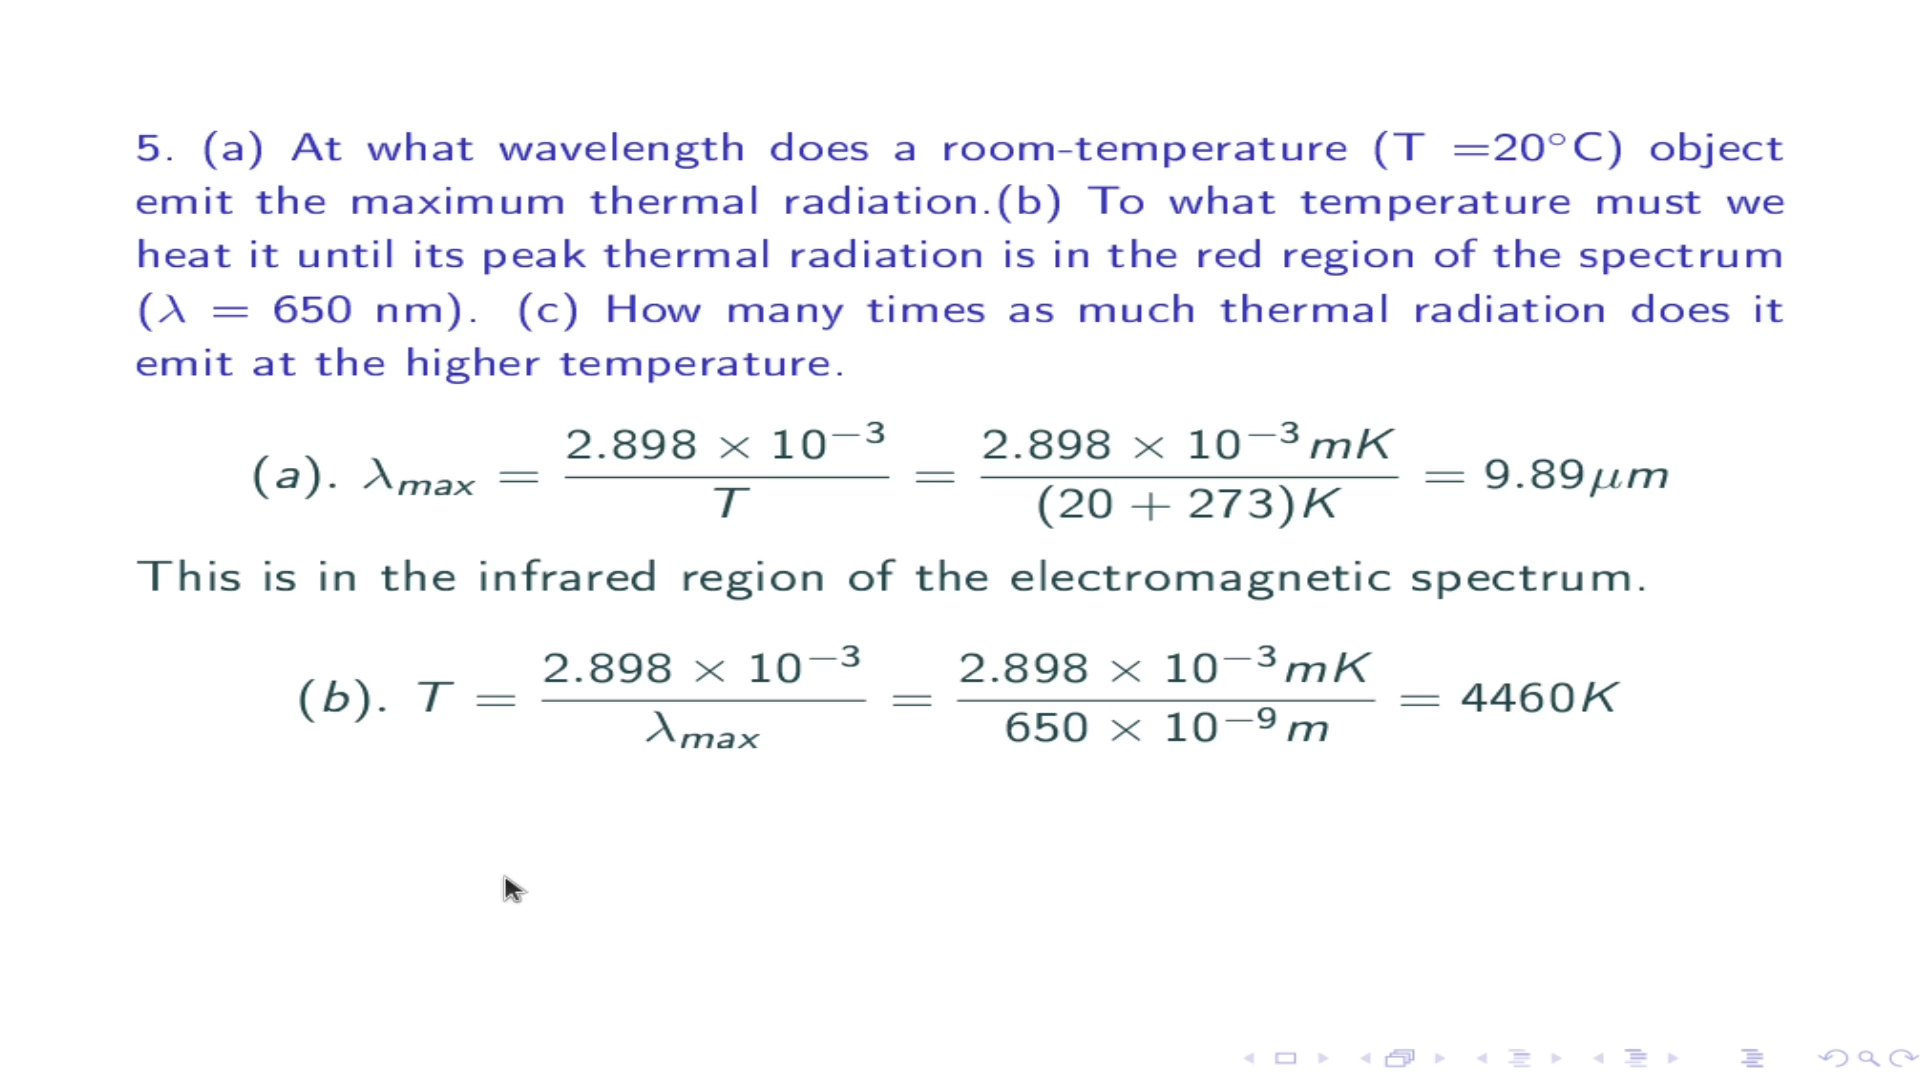 5. (a) At what wavelength does a room-temperature (T =20°C) object
emit the maximum thermal radiation.(b) To what temperature must we
heat it until its peak thermal radiation is in the red region of the spectrum
(λ = 650 nm). (c) How many times as much thermal radiation does it
emit at the higher temperature.
(a). λ_max = \frac{2.898 × 10^{−3}}{T} = \frac{2.898 × 10^{−3} mK}{(20 + 273)K} = 9.89μm
This is in the infrared region of the electromagnetic spectrum.
(b). T = \frac{2.898 × 10^{−3}}{λ_max} = \frac{2.898 × 10^{−3} mK}{650 × 10^{−9} m} = 4460K